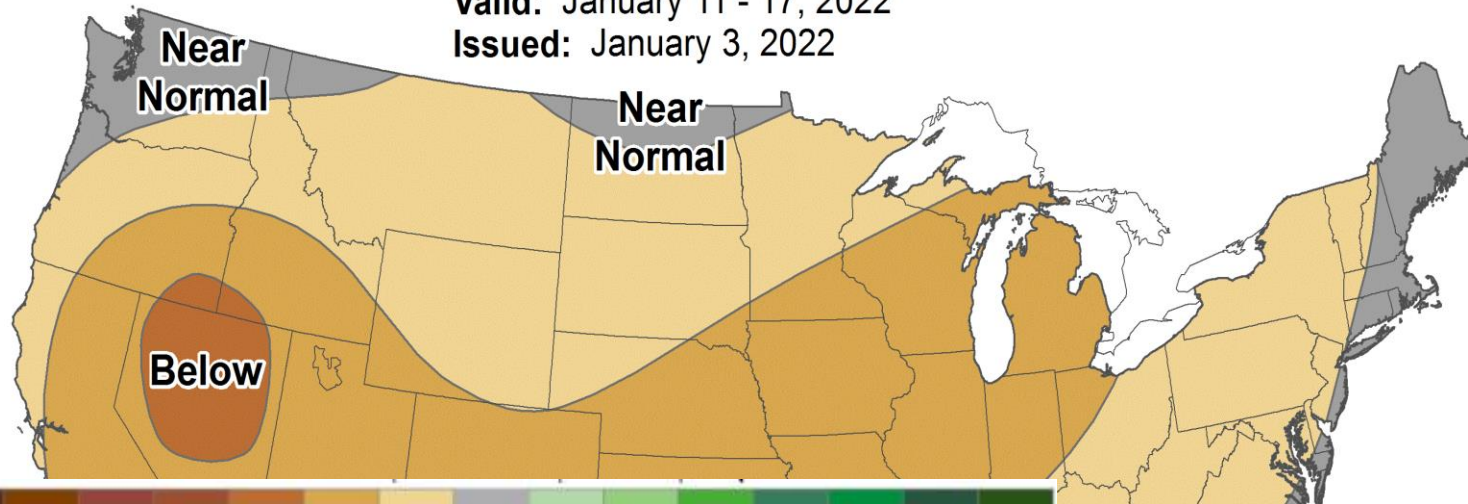 Valid: January 11 - 17, 2022
Issued: January 3, 2022
Near
Normal
Near
Normal
Below